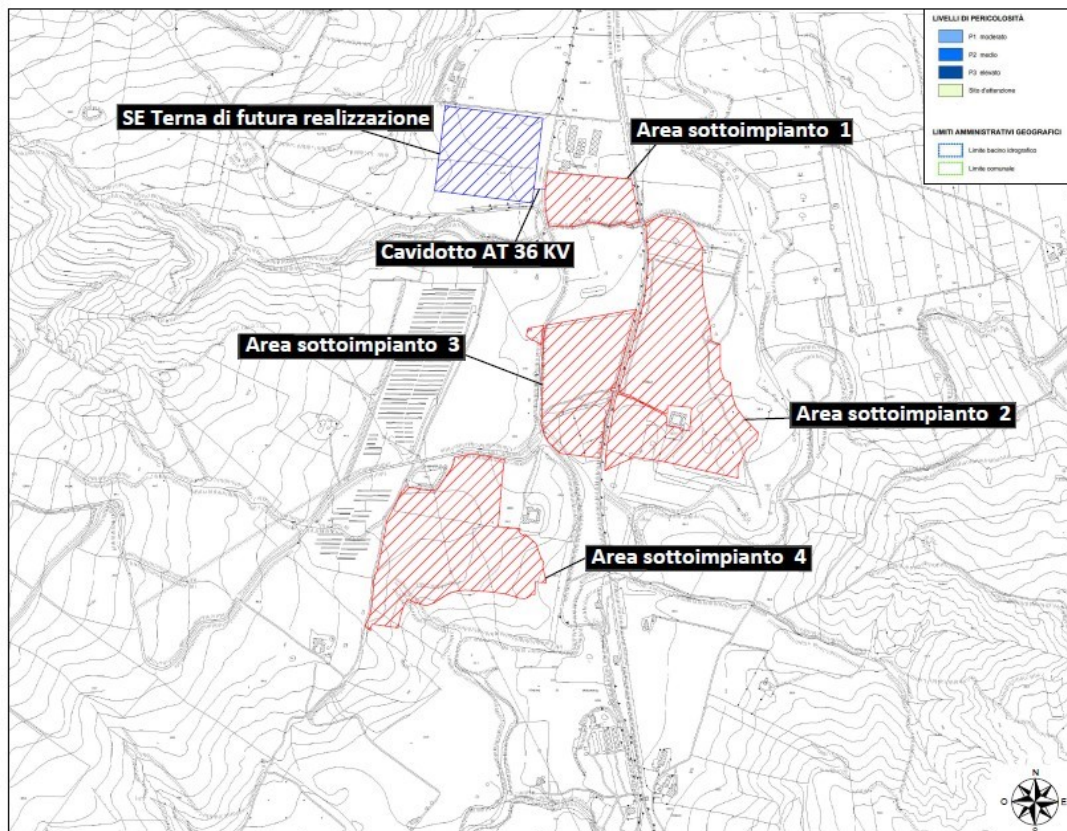 LIVELLI DI PERICOLOSITÀ
P1 moderato
P2 medio
P3 elevato
Sito d'attenzione
LIMITI AMMINISTRATIVI GEOGRAFICI
Limite bacino idrografico
Limite comunale
SE Terna di futura realizzazione
Area sottoimpianto 1
Cavidotto AT 36 KV
Area sottoimpianto 3
Area sottoimpianto 2
Area sottoimpianto 4
N
O
E
S